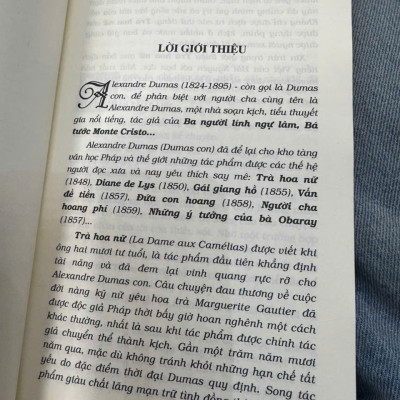 LỜI GIỚI THIỆU
Alexandre Dumas (1824-1895) - còn gọi là Dumas
con, để phân biệt với người cha cùng tên là
Alexandre Dumas, một nhà soạn kịch, tiểu thuyết
gia nổi tiếng, tác giả của Ba người lính ngự lâm, Bá
tước Monte Cristo...
Alexandre Dumas (Dumas con) đã để lại cho kho tàng
văn học Pháp và thế giới những tác phẩm được các thế hệ
người đọc xưa và nay yêu thích say mê: Trà hoa nữ
(1848), Diane de Lys (1850), Gái giang hồ (1855), Vấn
đề tiền (1857), Đứa con hoang (1858), Người cha
hoang phí (1859), Những ý tưởng của bà Obaray
(1857)...
Trà hoa nữ (La Dame aux Camélias) được viết khi
ông hai mươi tư tuổi, là tác phẩm đầu tiên khẳng định
tài năng và đã đem lại vinh quang rực rỡ cho
Alexandre Dumas con. Câu chuyện đau thương về cuộc
đời nàng kỹ nữ yêu hoa trà Marguerite Gautier đã
được độc giả Pháp thời bấy giờ hoan nghênh một cách
khác thường, nhất là sau khi tác phẩm được chính tác
giả chuyển thể thành kịch. Gần một trăm năm mươi
năm qua, mặc dù không tránh khỏi những hạn chế tất
yếu do đặc điểm thời đại Dumas quy định. Song tác
phẩm giàu chất lãng mạn trữ tình